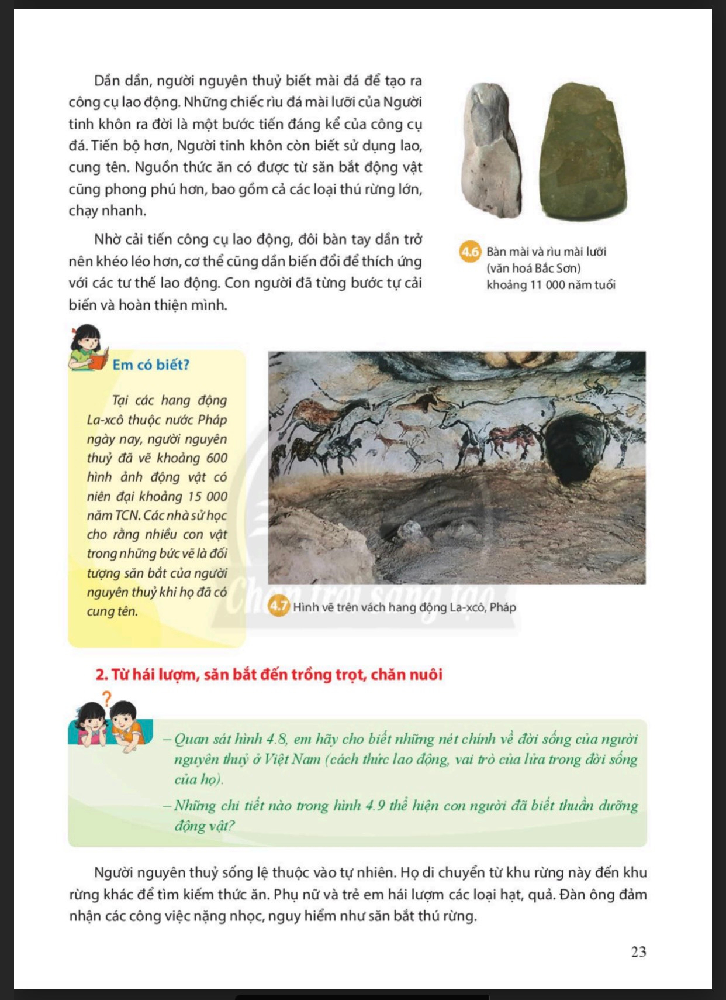 Dần dần, người nguyên thuỷ biết mài đá để tạo ra
công cụ lao động. Những chiếc rìu đá mài lưỡi của Người
tinh khôn ra đời là một bước tiến đáng kể của công cụ
đá. Tiến bộ hơn, Người tinh khôn còn biết sử dụng lao,
cung tên. Nguồn thức ăn có được từ săn bắt động vật
cũng phong phú hơn, bao gồm cả các loại thú rừng lớn,
chạy nhanh.
Nhờ cải tiến công cụ lao động, đôi bàn tay dần trở
nên khéo léo hơn, cơ thể cũng dần biến đổi để thích ứng
với các tư thế lao động. Con người đã từng bước tự cải
biến và hoàn thiện mình.
4.6 Bàn mài và rìu mài lưỡi
(văn hoá Bắc Sơn)
khoảng 11 000 năm tuổi
Em có biết?
Tại các hang động
La-xcô thuộc nước Pháp
ngày nay, người nguyên
thuỷ đã vẽ khoảng 600
hình ảnh động vật có
niên đại khoảng 15 000
năm TCN. Các nhà sử học
cho rằng nhiều con vật
trong những bức vẽ là đối
tượng săn bắt của người
nguyên thuỷ khi họ đã có
cung tên.
Chân trời sáng tạo
4.7 Hình vẽ trên vách hang động La-xcô, Pháp
2. Từ hái lượm, săn bắt đến trồng trọt, chăn nuôi
?
– Quan sát hình 4.8, em hãy cho biết những nét chính về đời sống của người
nguyên thuỷ ở Việt Nam (cách thức lao động, vai trò của lửa trong đời sống
của họ).
– Những chi tiết nào trong hình 4.9 thể hiện con người đã biết thuần dưỡng
động vật?
Người nguyên thuỷ sống lệ thuộc vào tự nhiên. Họ di chuyển từ khu rừng này đến khu
rừng khác để tìm kiếm thức ăn. Phụ nữ và trẻ em hái lượm các loại hạt, quả. Đàn ông đảm
nhận các công việc nặng nhọc, nguy hiểm như săn bắt thú rừng.
23